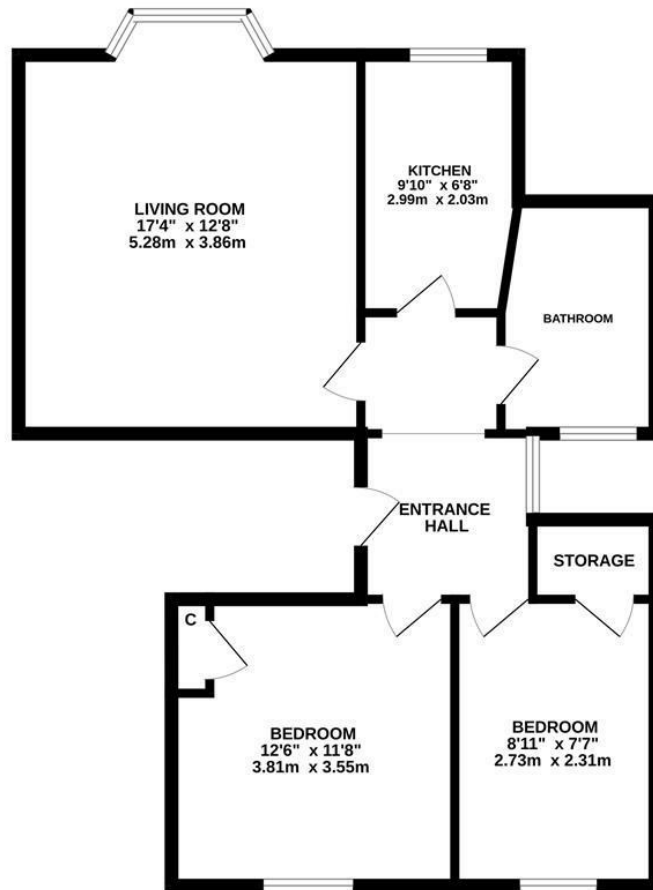 KITCHEN
9'10" x 6'8"
2.99m x 2.03m
LIVING ROOM
17'4" x 12'8"
5.28m x 3.86m
BATHROOM
ENTRANCE
HALL
STORAGE
C
BEDROOM
12'6" x 11'8"
3.81m x 3.55m
BEDROOM
8'11" x 7'7"
2.73m x 2.31m